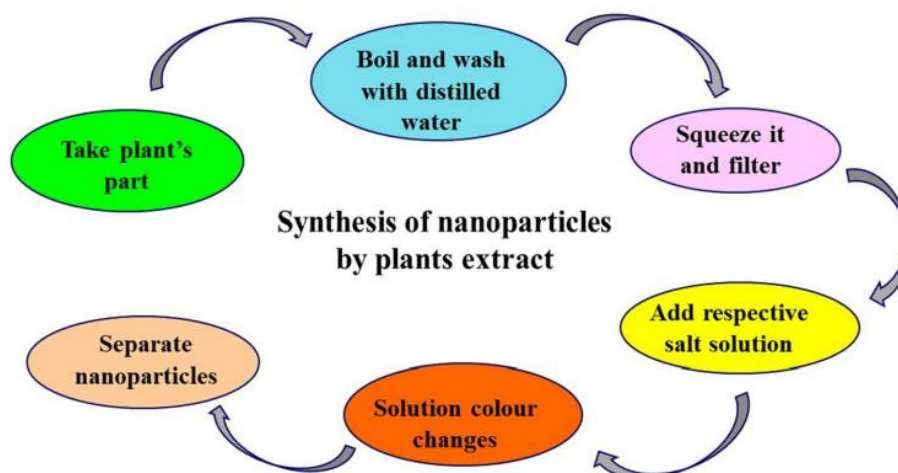 Boil and wash
with distilled
water
Take plant's
part
Squeeze it
and filter
Synthesis of nanoparticles
by plants extract
Add respective
salt solution
Separate
nanoparticles
Solution colour
changes